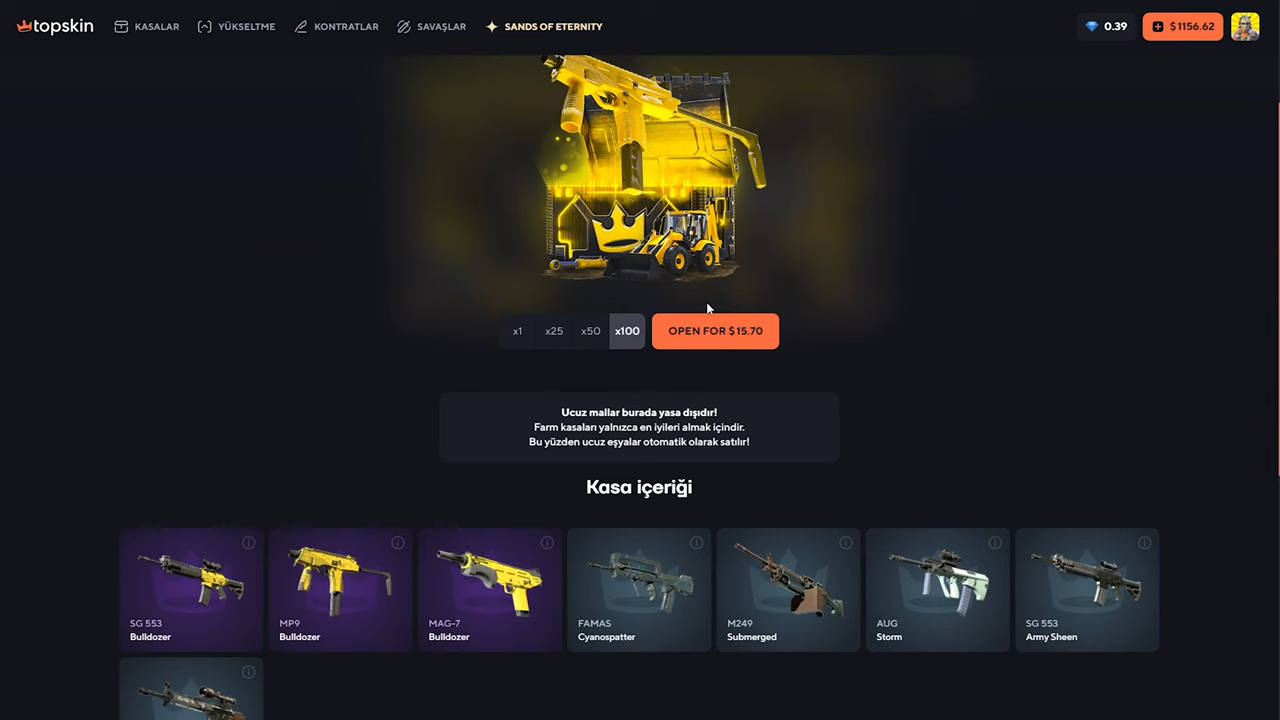 topskin
KASALAR
YÜKSELTME
KONTRATLAR
SAVAŞLAR
SANDS OF ETERNITY
0.39
$1156.62
x1
x25
x50
x100
OPEN FOR $15.70
Ucuz mallar burada yasa dışıdır!
Farm kasaları yalnızca en iyileri almak içindir.
Bu yüzden ucuz eşyalar otomatik olarak satılır!
Kasa içeriği
SG 553
Bulldozer
MP9
Bulldozer
MAG-7
Bulldozer
FAMAS
Cyanospatter
M249
Submerged
AUG
Storm
SG 553
Army Sheen